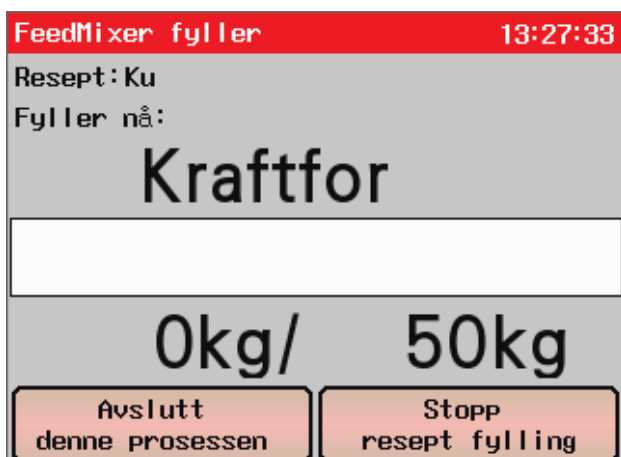 FeedMixer fyller 13:27:33
Resept:Ku
Fyller nå:
Kraftfor
0kg/ 50kg
Avslutt Stopp
denne prosessen resept fylling